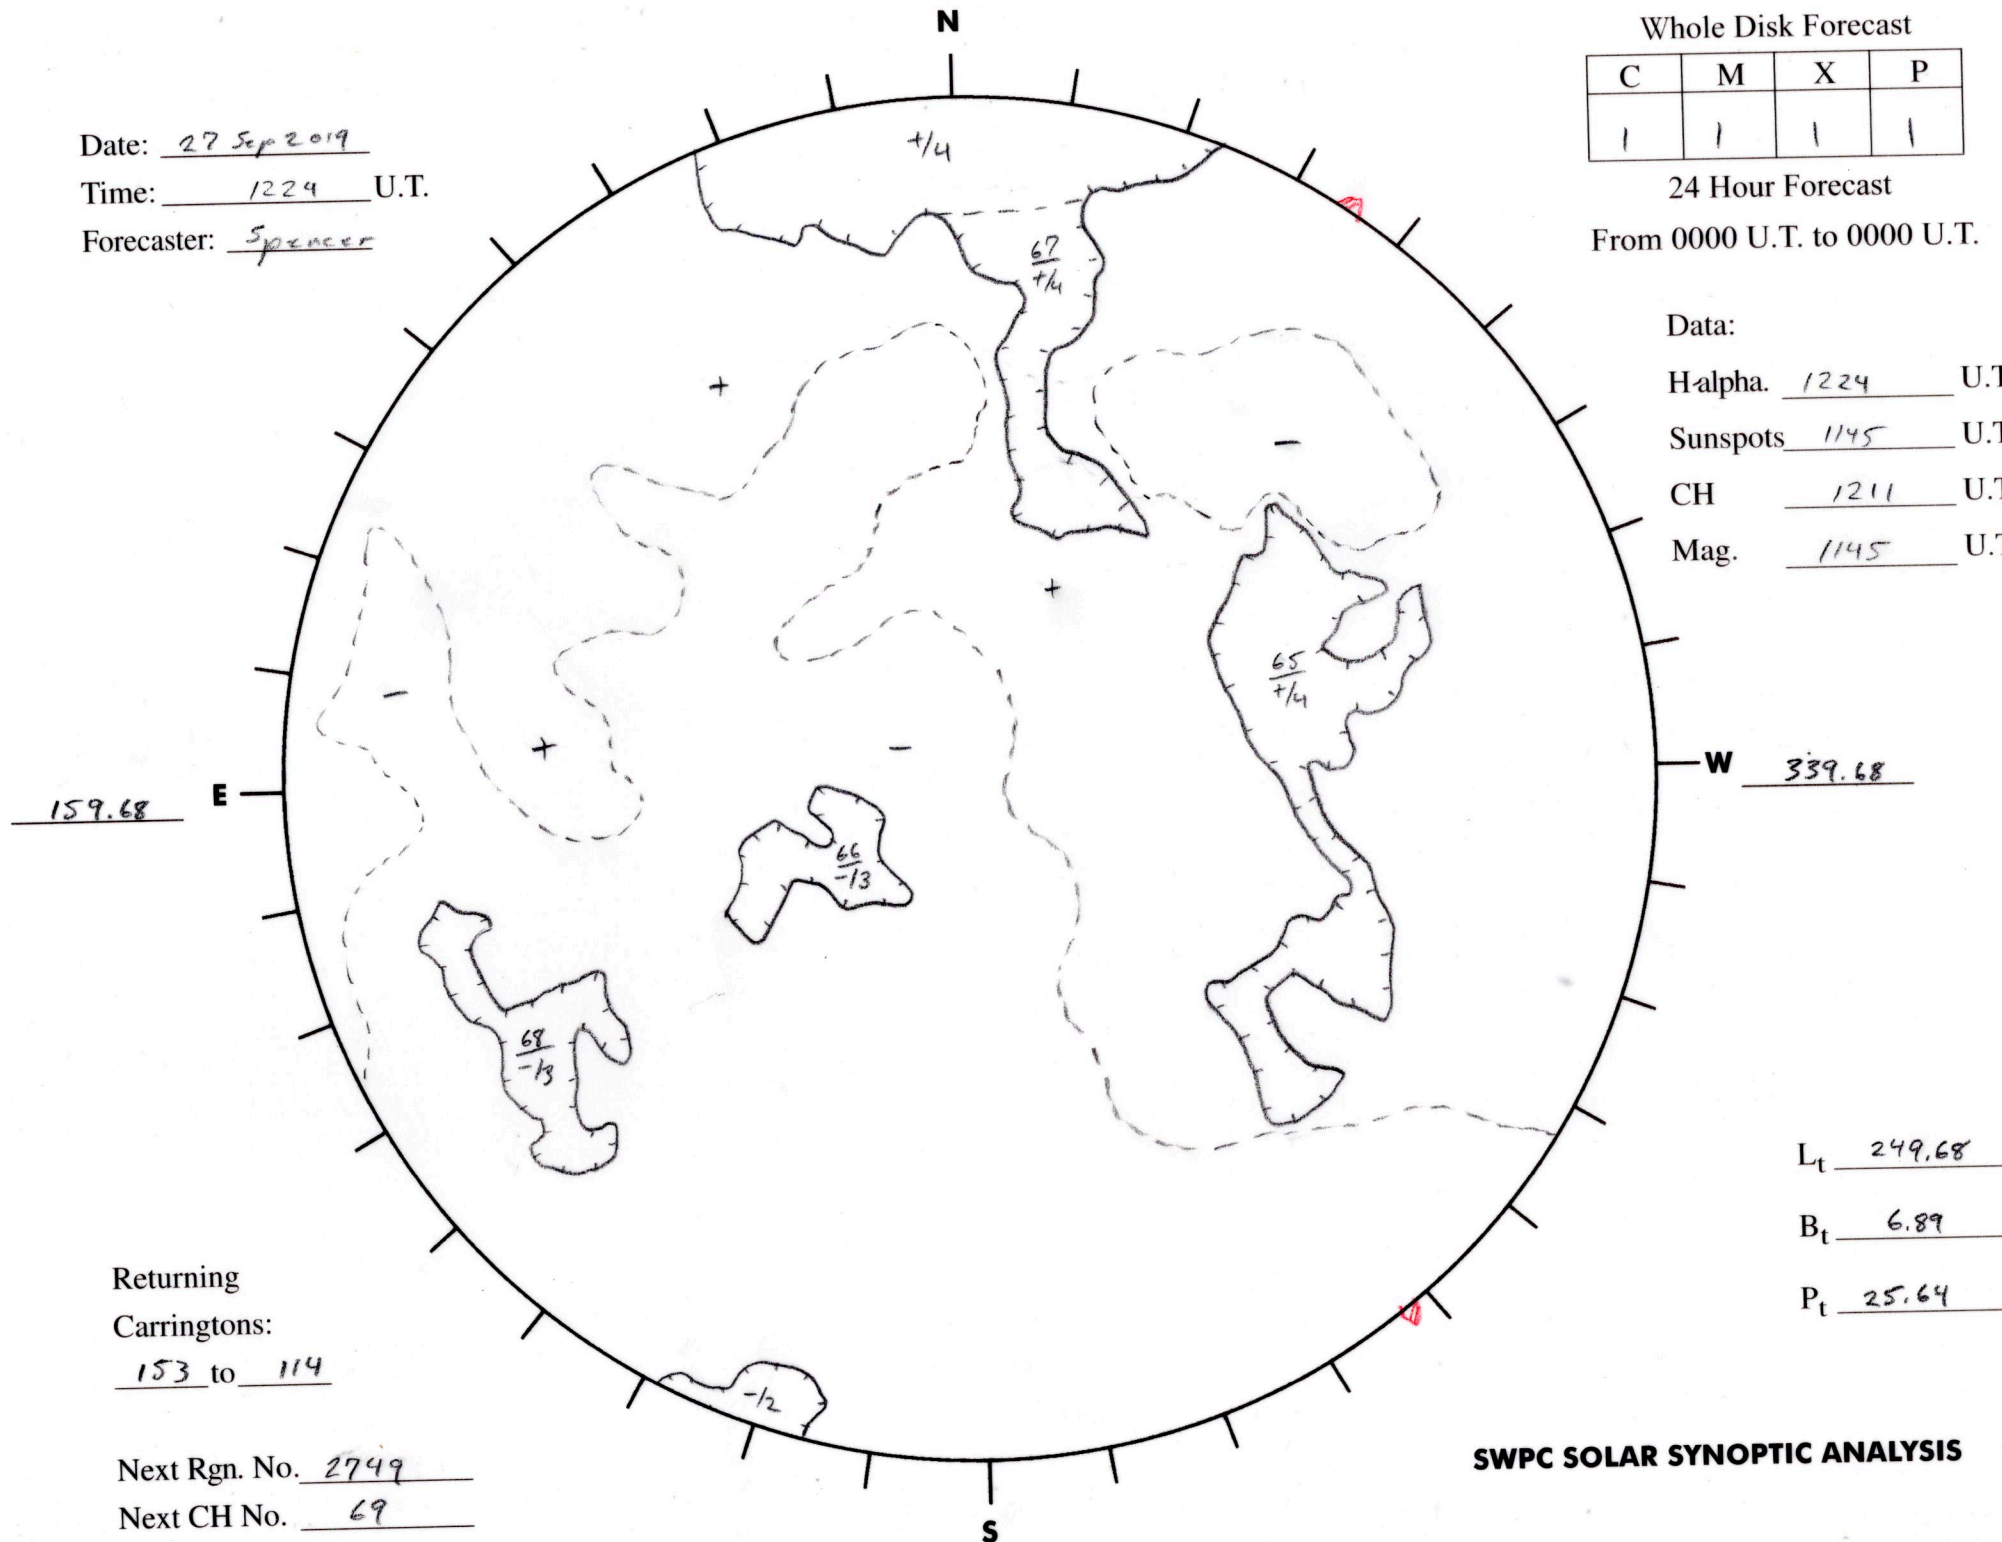 N
Whole Disk Forecast
C M X P
1 1 1 1
24 Hour Forecast
From 0000 U.T. to 0000 U.T.
Date: 27 Sep 2019
Time: 1224 U.T.
Forecaster: Spencer
+/4
67
+/4
Data:
H-alpha. 1224 U.T
Sunspots 1145 U.T
CH 1211 U.T
Mag. 1145 U.T
+
−
+
65
+/4
−
+
−
159.68 E
W 339.68
66
-/3
68
-/3
Lt 249.68
Bt 6.89
Pt 25.64
Returning
Carringtons:
153 to 114
-/2
Next Rgn. No. 2749
Next CH No. 69
SWPC SOLAR SYNOPTIC ANALYSIS
S